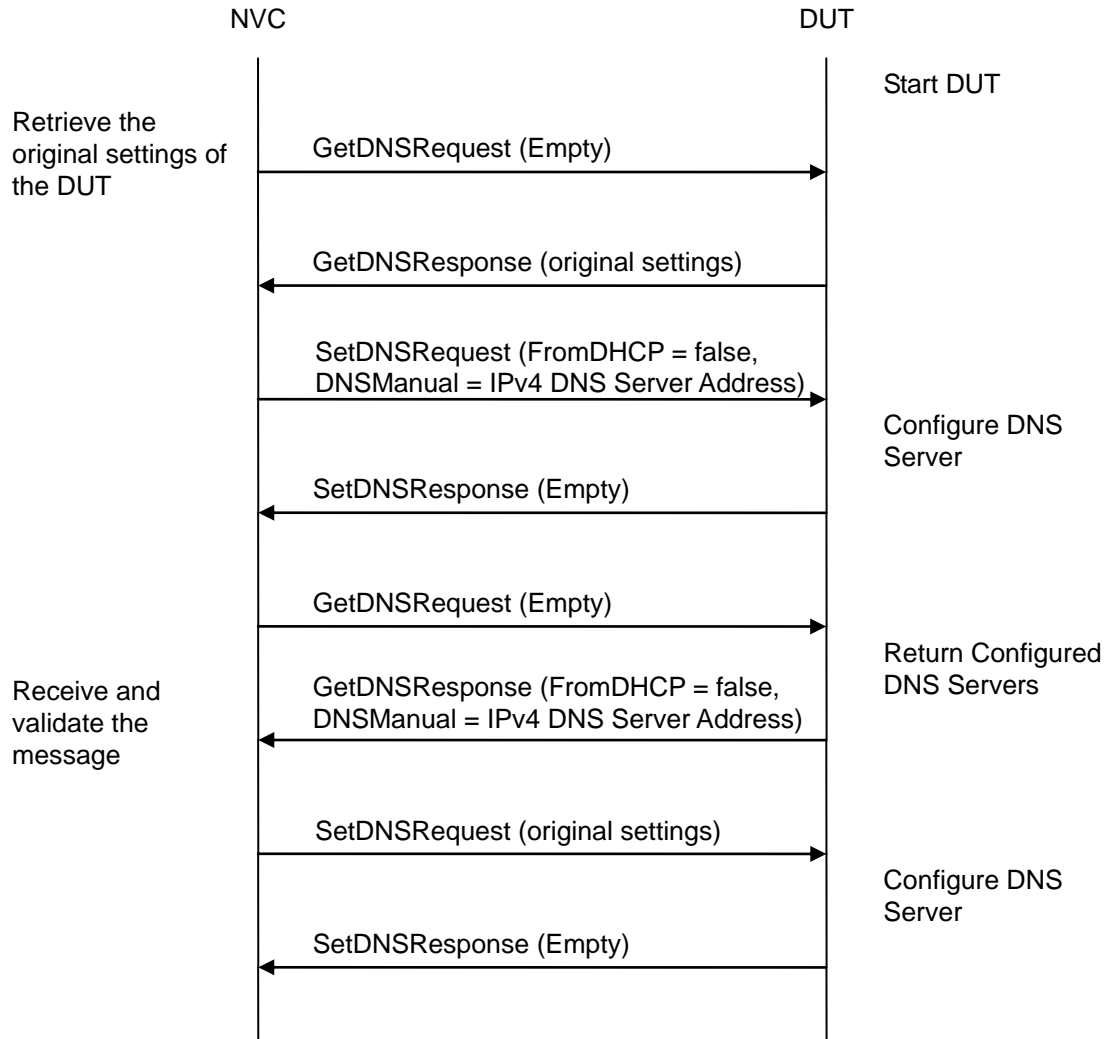 NVC
DUT
Start DUT
Retrieve the
original settings of
the DUT
GetDNSRequest (Empty)
GetDNSResponse (original settings)
SetDNSRequest (FromDHCP = false,
DNSManual = IPv4 DNS Server Address)
Configure DNS
Server
SetDNSResponse (Empty)
GetDNSRequest (Empty)
Return Configured
DNS Servers
Receive and
validate the
message
GetDNSResponse (FromDHCP = false,
DNSManual = IPv4 DNS Server Address)
SetDNSRequest (original settings)
Configure DNS
Server
SetDNSResponse (Empty)